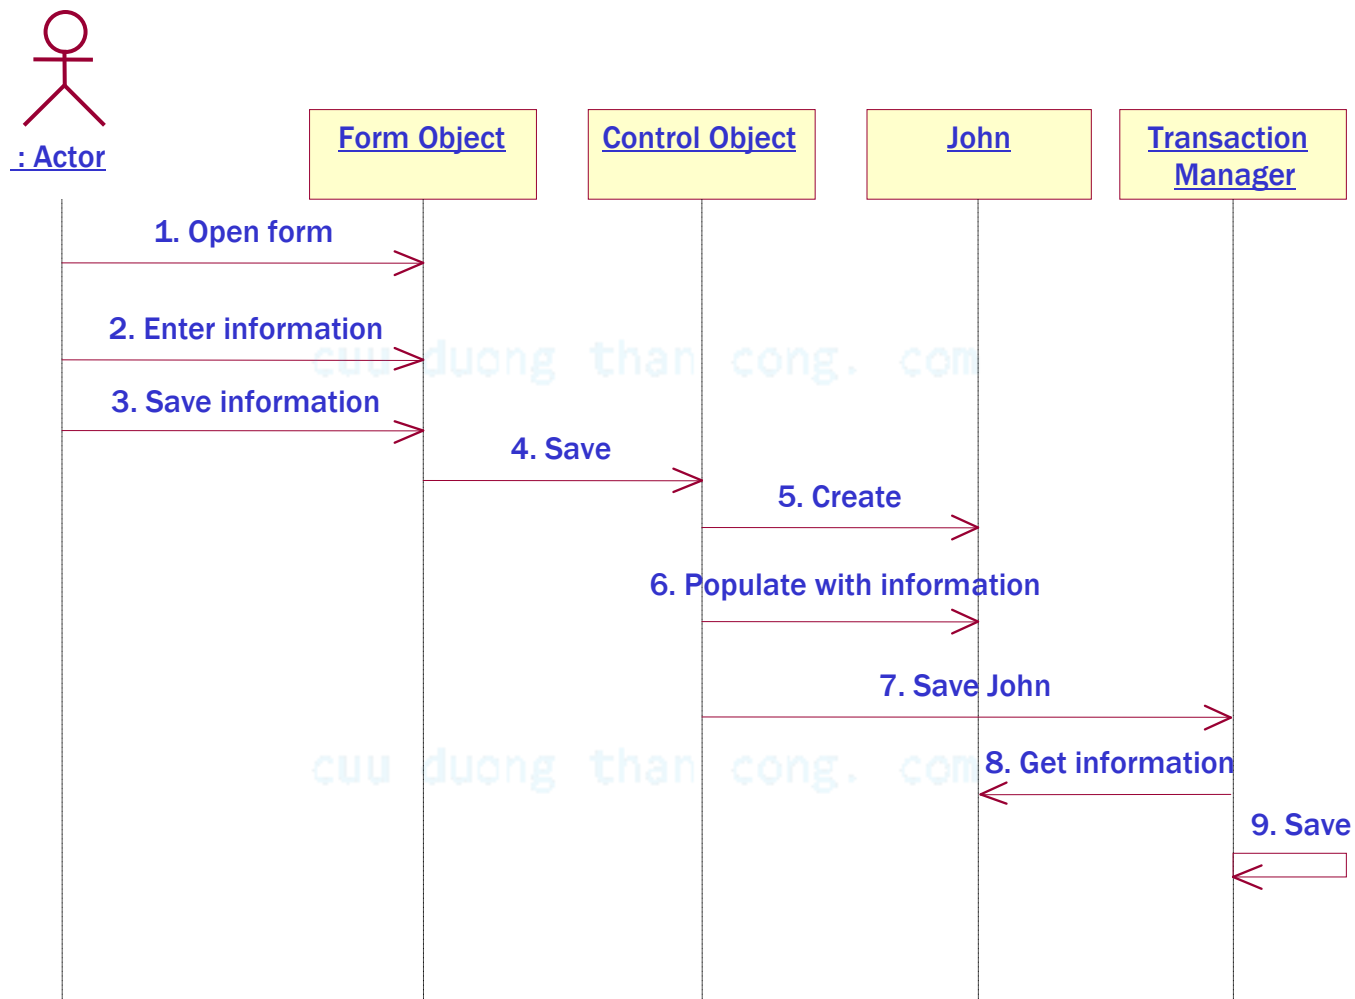 : Actor
Form Object
Control Object
John
Transaction
Manager
1. Open form
2. Enter information
cuu duong than cong. com
3. Save information
4. Save
5. Create
6. Populate with information
7. Save John
cuu duong than cong. com
8. Get information
9. Save